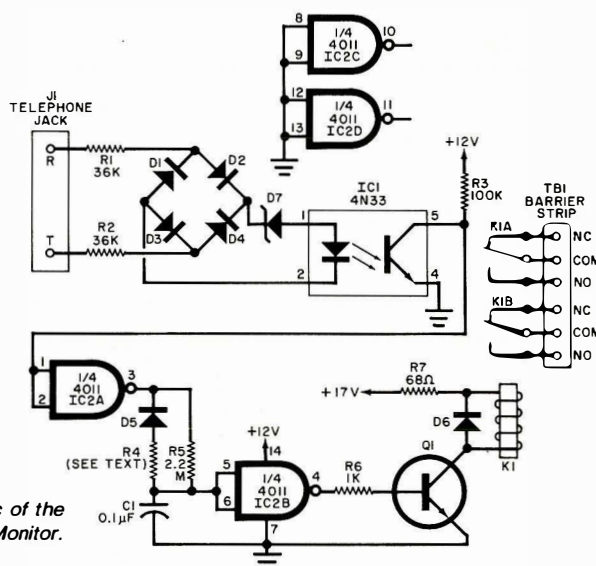 8
9
10
1/4
4011
IC2C
12
13
11
1/4
4011
IC2D
J1
TELEPHONE
JACK
R
T
R1
36K
R2
36K
D1
D2
D3
D4
D7
IC1
4N33
1
2
5
4
+12V
R3
100K
TB1
BARRIER
STRIP
K1A
NC
COM
NO
K1B
NC
COM
NO
1
2
3
1/4
4011
IC2A
D5
R4
(SEE TEXT)
R5
2.2
M
C1
0.1µF
+12V
14
5
6
1/4
4011
IC2B
4
7
R6
1K
Q1
+17V
R7
68Ω
D6
K1
c of the
Monitor.